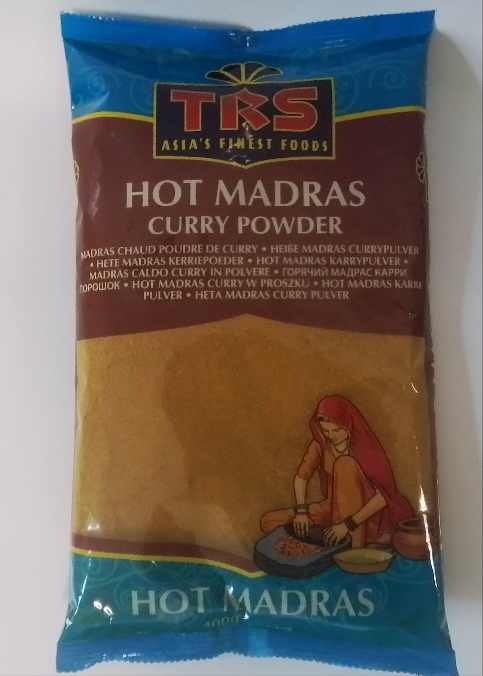 TRS
ASIA'S FINEST FOODS
HOT MADRAS
CURRY POWDER
MADRAS CHAUD POUDRE DE CURRY • HEIßE MADRAS CURRYPULVER
• HETE MADRAS KERRIEPOEDER • HOT MADRAS KARRYPULVER •
MADRAS CALDO CURRY IN POLVERE • ГОРЯЧИЙ МАДРАС КАРРИ
ПОРОШОК • HOT MADRAS CURRY W PROSZKU • HOT MADRAS KARRI
PULVER • HETA MADRAS CURRY PULVER
HOT MADRAS
400g